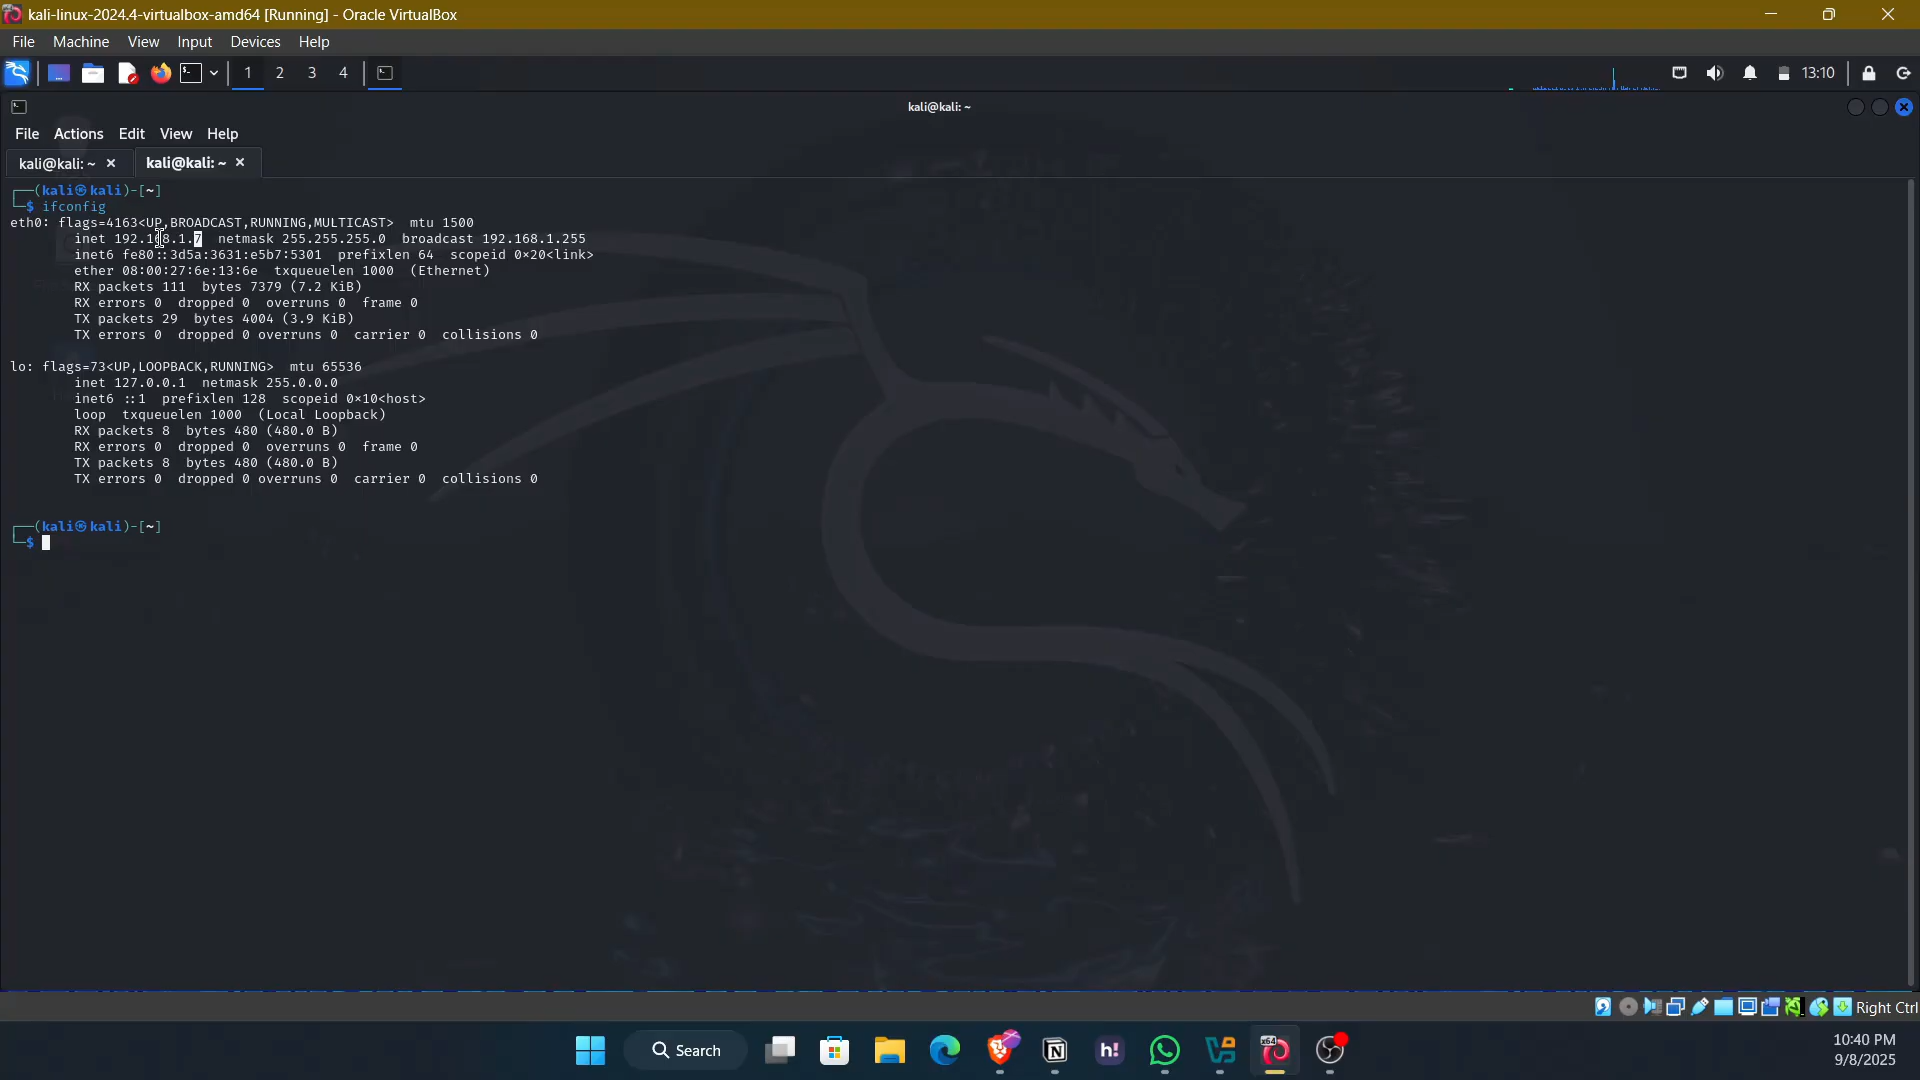 kali-linux-2024.4-virtualbox-amd64 [Running] - Oracle VirtualBox
File Machine View Input Devices Help
1 2 3 4 13:10
kali@kali: ~
File Actions Edit View Help
kali@kali: ~ × kali@kali: ~ ×
┌──(kali㉿kali)-[~]
└─$ ifconfig
eth0: flags=4163<UP,BROADCAST,RUNNING,MULTICAST>  mtu 1500
inet 192.168.1.7  netmask 255.255.255.0  broadcast 192.168.1.255
inet6 fe80::3d5a:3631:e5b7:5301  prefixlen 64  scopeid 0×20<link>
ether 08:00:27:6e:13:6e  txqueuelen 1000  (Ethernet)
RX packets 111  bytes 7379 (7.2 KiB)
RX errors 0  dropped 0  overruns 0  frame 0
TX packets 29  bytes 4004 (3.9 KiB)
TX errors 0  dropped 0 overruns 0  carrier 0  collisions 0
lo: flags=73<UP,LOOPBACK,RUNNING>  mtu 65536
inet 127.0.0.1  netmask 255.0.0.0
inet6 ::1  prefixlen 128  scopeid 0×10<host>
loop  txqueuelen 1000  (Local Loopback)
RX packets 8  bytes 480 (480.0 B)
RX errors 0  dropped 0  overruns 0  frame 0
TX packets 8  bytes 480 (480.0 B)
TX errors 0  dropped 0 overruns 0  carrier 0  collisions 0
┌──(kali㉿kali)-[~]
└─$
Right Ctrl
Search
h!
x64
10:40 PM
9/8/2025